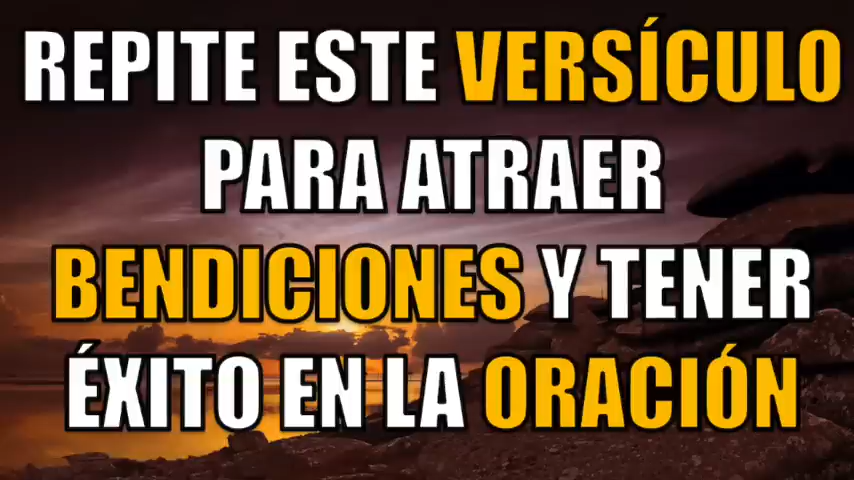 REPITE ESTE VERSÍCULO
PARA ATRAER
BENDICIONES Y TENER
ÉXITO EN LA ORACIÓN